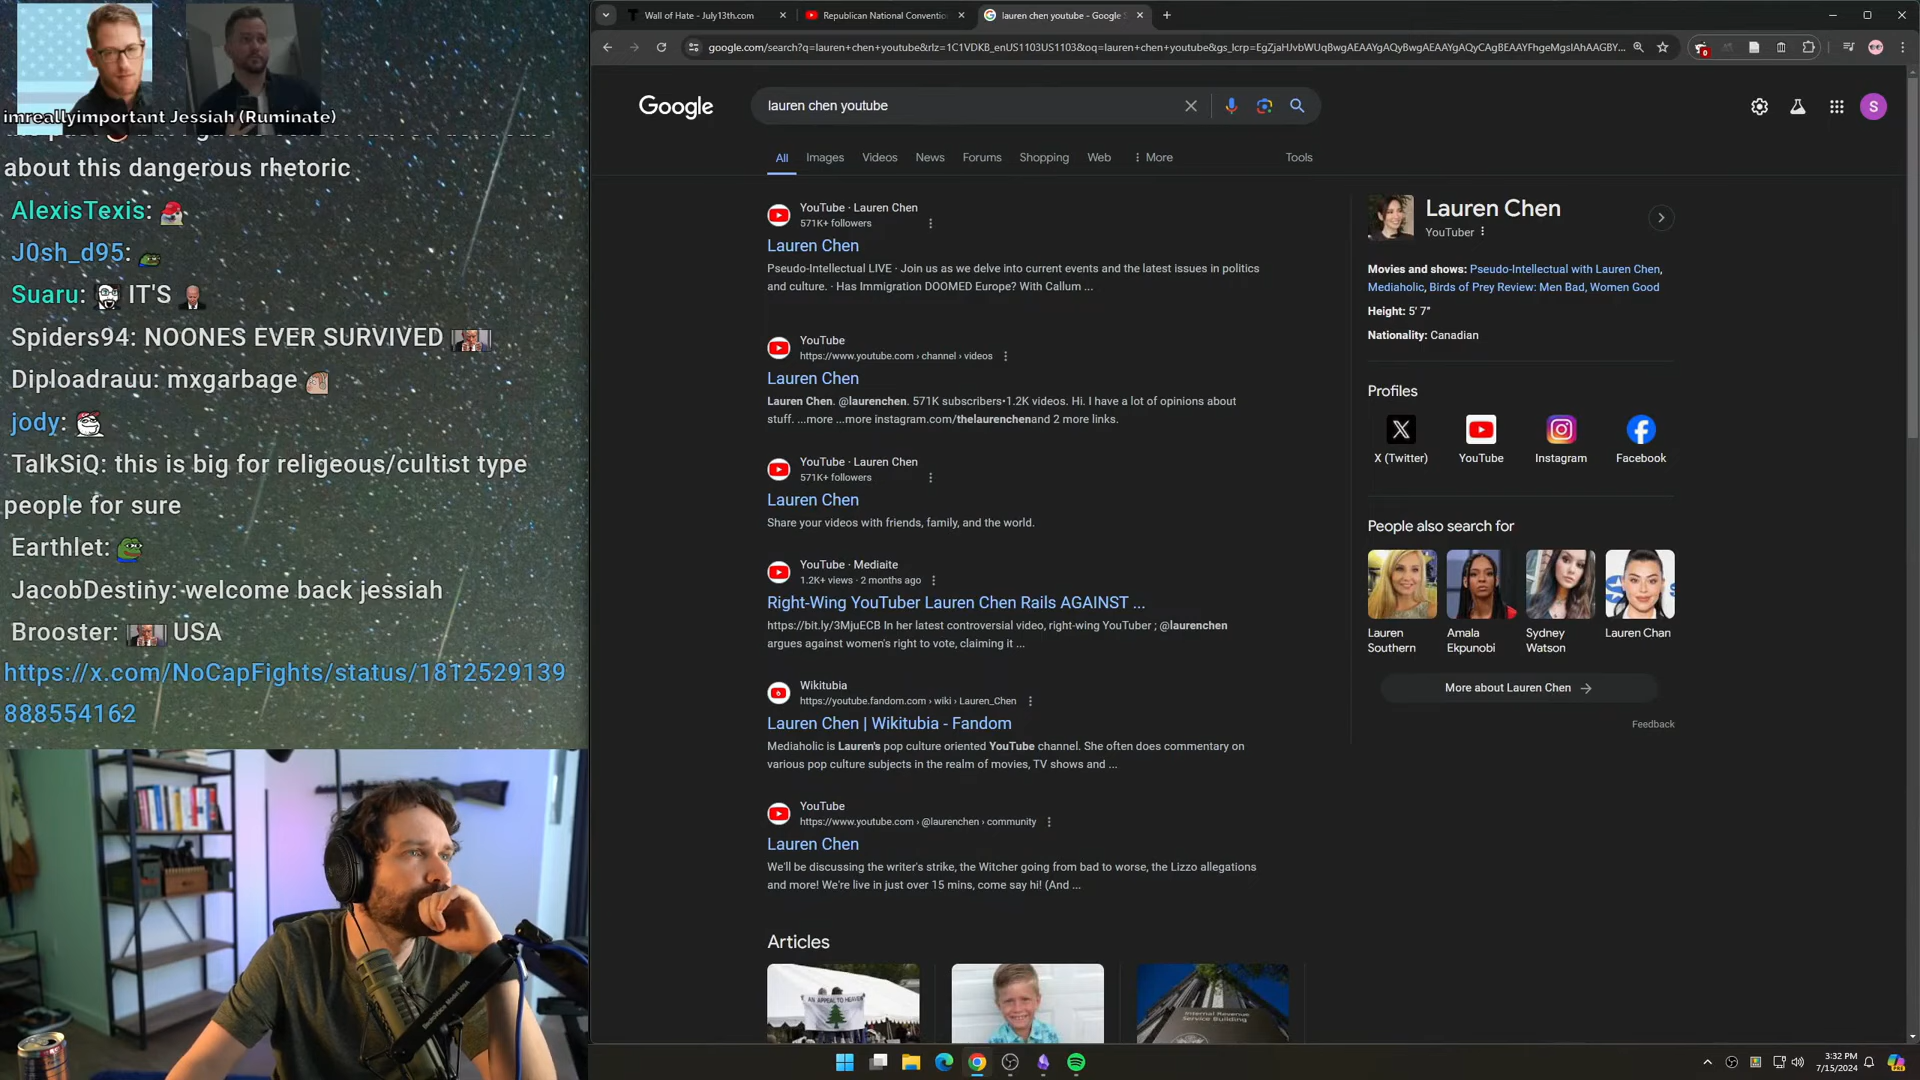 imreallyimportant Jessiah (Ruminate)
about this dangerous rhetoric
AlexisTexis:
J0sh_d95:
Suaru: IT'S
Spiders94: NOONES EVER SURVIVED
Diploadrauu: mxgarbage
jody:
TalkSiQ: this is big for religeous/cultist type
people for sure
Earthlet:
JacobDestiny: welcome back jessiah
Brooster: USA
https://x.com/NoCapFights/status/1812529139
888554162
Wall of Hate - July13th.com
Republican National Conventio
lauren chen youtube - Google S
google.com/search?q=lauren+chen+youtube&rlz=1C1VDKB_enUS1103US1103&oq=lauren+chen+youtube&gs_lcrp=EgZjaHJvbWUqBwgAEAAYgAQyBwgAEAAYgAQyCAgBEAAYFhgeMgsIAhAAGBY...
Google
lauren chen youtube
S
All
Images
Videos
News
Forums
Shopping
Web
More
Tools
YouTube · Lauren Chen
571K+ followers
Lauren Chen
Pseudo-Intellectual LIVE · Join us as we delve into current events and the latest issues in politics
and culture. · Has Immigration DOOMED Europe? With Callum ...
YouTube
https://www.youtube.com › channel › videos
Lauren Chen
Lauren Chen. @laurenchen. 571K subscribers•1.2K videos. Hi. I have a lot of opinions about
stuff. ...more ...more instagram.com/thelaurenchenand 2 more links.
YouTube · Lauren Chen
571K+ followers
Lauren Chen
Share your videos with friends, family, and the world.
YouTube · Mediaite
1.2K+ views · 2 months ago
Right-Wing YouTuber Lauren Chen Rails AGAINST ...
https://bit.ly/3MjuECB In her latest controversial video, right-wing YouTuber ; @laurenchen
argues against women's right to vote, claiming it ...
Wikitubia
https://youtube.fandom.com › wiki › Lauren_Chen
Lauren Chen | Wikitubia - Fandom
Mediaholic is Lauren's pop culture oriented YouTube channel. She often does commentary on
various pop culture subjects in the realm of movies, TV shows and ...
YouTube
https://www.youtube.com › @laurenchen › community
Lauren Chen
We'll be discussing the writer's strike, the Witcher going from bad to worse, the Lizzo allegations
and more! We're live in just over 15 mins, come say hi! (And ...
Articles
AN APPEAL TO HEAVEN
Internal Revenue
Service Building
Lauren Chen
YouTuber
Movies and shows: Pseudo-Intellectual with Lauren Chen,
Mediaholic, Birds of Prey Review: Men Bad, Women Good
Height: 5' 7"
Nationality: Canadian
Profiles
X (Twitter)
YouTube
Instagram
Facebook
People also search for
Lauren
Southern
Amala
Ekpunobi
Sydney
Watson
Lauren Chan
More about Lauren Chen
Feedback
3:32 PM
7/15/2024